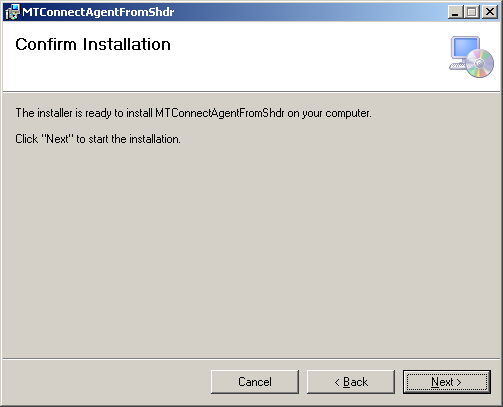 MTConnectAgentFromShdr
Confirm Installation
The installer is ready to install MTConnectAgentFromShdr on your computer.
Click "Next" to start the installation.
Cancel
< Back
Next >